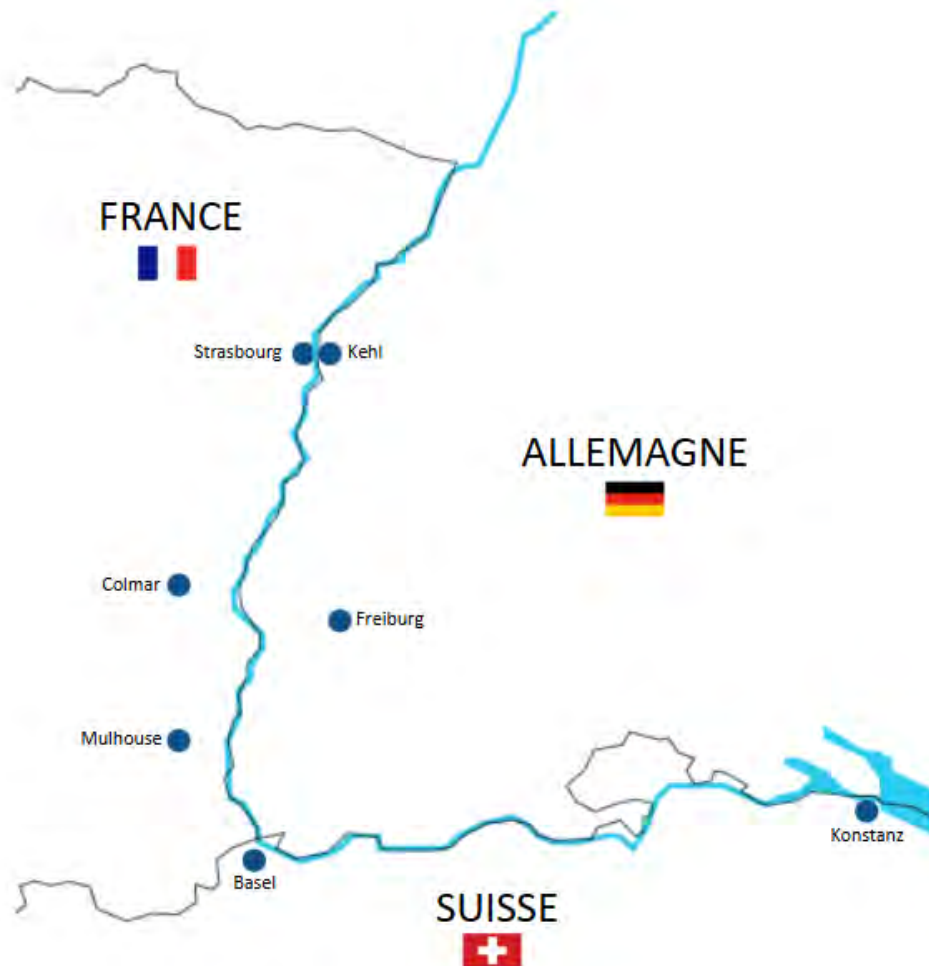 FRANCE
Strasbourg
Kehl
ALLEMAGNE
Colmar
Freiburg
Mulhouse
Konstanz
Basel
SUISSE